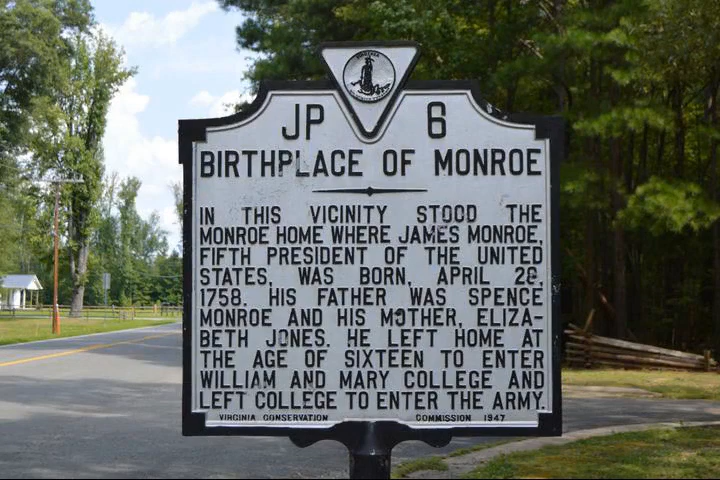 JP 6
BIRTHPLACE OF MONROE
IN THIS VICINITY STOOD THE
MONROE HOME WHERE JAMES MONROE,
FIFTH PRESIDENT OF THE UNITED
STATES, WAS BORN, APRIL 28,
1758. HIS FATHER WAS SPENCE
MONROE AND HIS MOTHER, ELIZA-
BETH JONES. HE LEFT HOME AT
THE AGE OF SIXTEEN TO ENTER
WILLIAM AND MARY COLLEGE AND
LEFT COLLEGE TO ENTER THE ARMY.
VIRGINIA CONSERVATION COMMISSION 1947